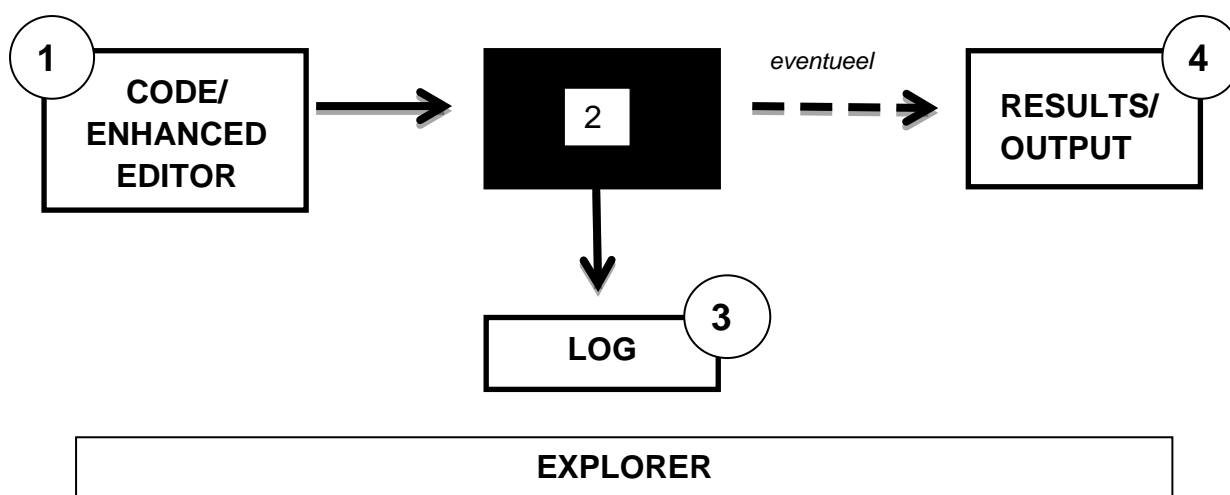 1
CODE/
ENHANCED
EDITOR
2
eventueel
4
RESULTS/
OUTPUT
3
LOG
EXPLORER